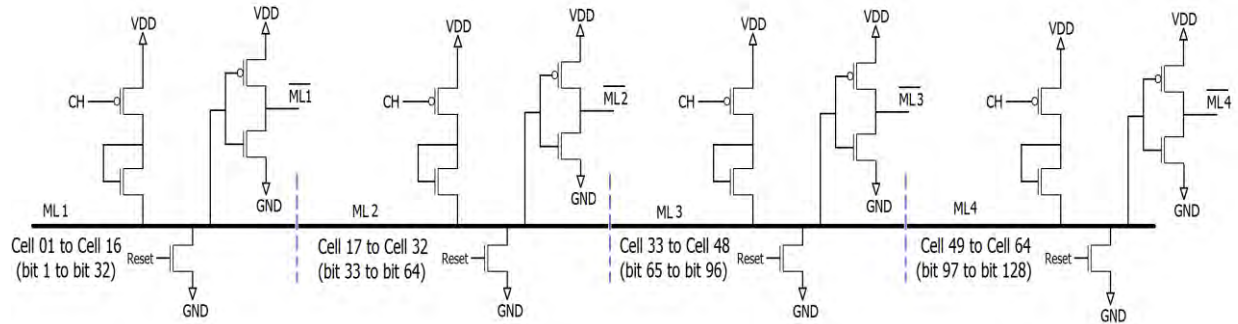 VDD
VDD
VDD
VDD
VDD
VDD
VDD
VDD
CH
ML1
CH
ML2
CH
ML3
CH
ML4
GND
GND
GND
GND
ML 1
ML 2
ML 3
ML4
Cell 01 to Cell 16
(bit 1 to bit 32)
Reset
Cell 17 to Cell 32
(bit 33 to bit 64)
Reset
Cell 33 to Cell 48
(bit 65 to bit 96)
Reset
Cell 49 to Cell 64
(bit 97 to bit 128)
Reset
GND
GND
GND
GND